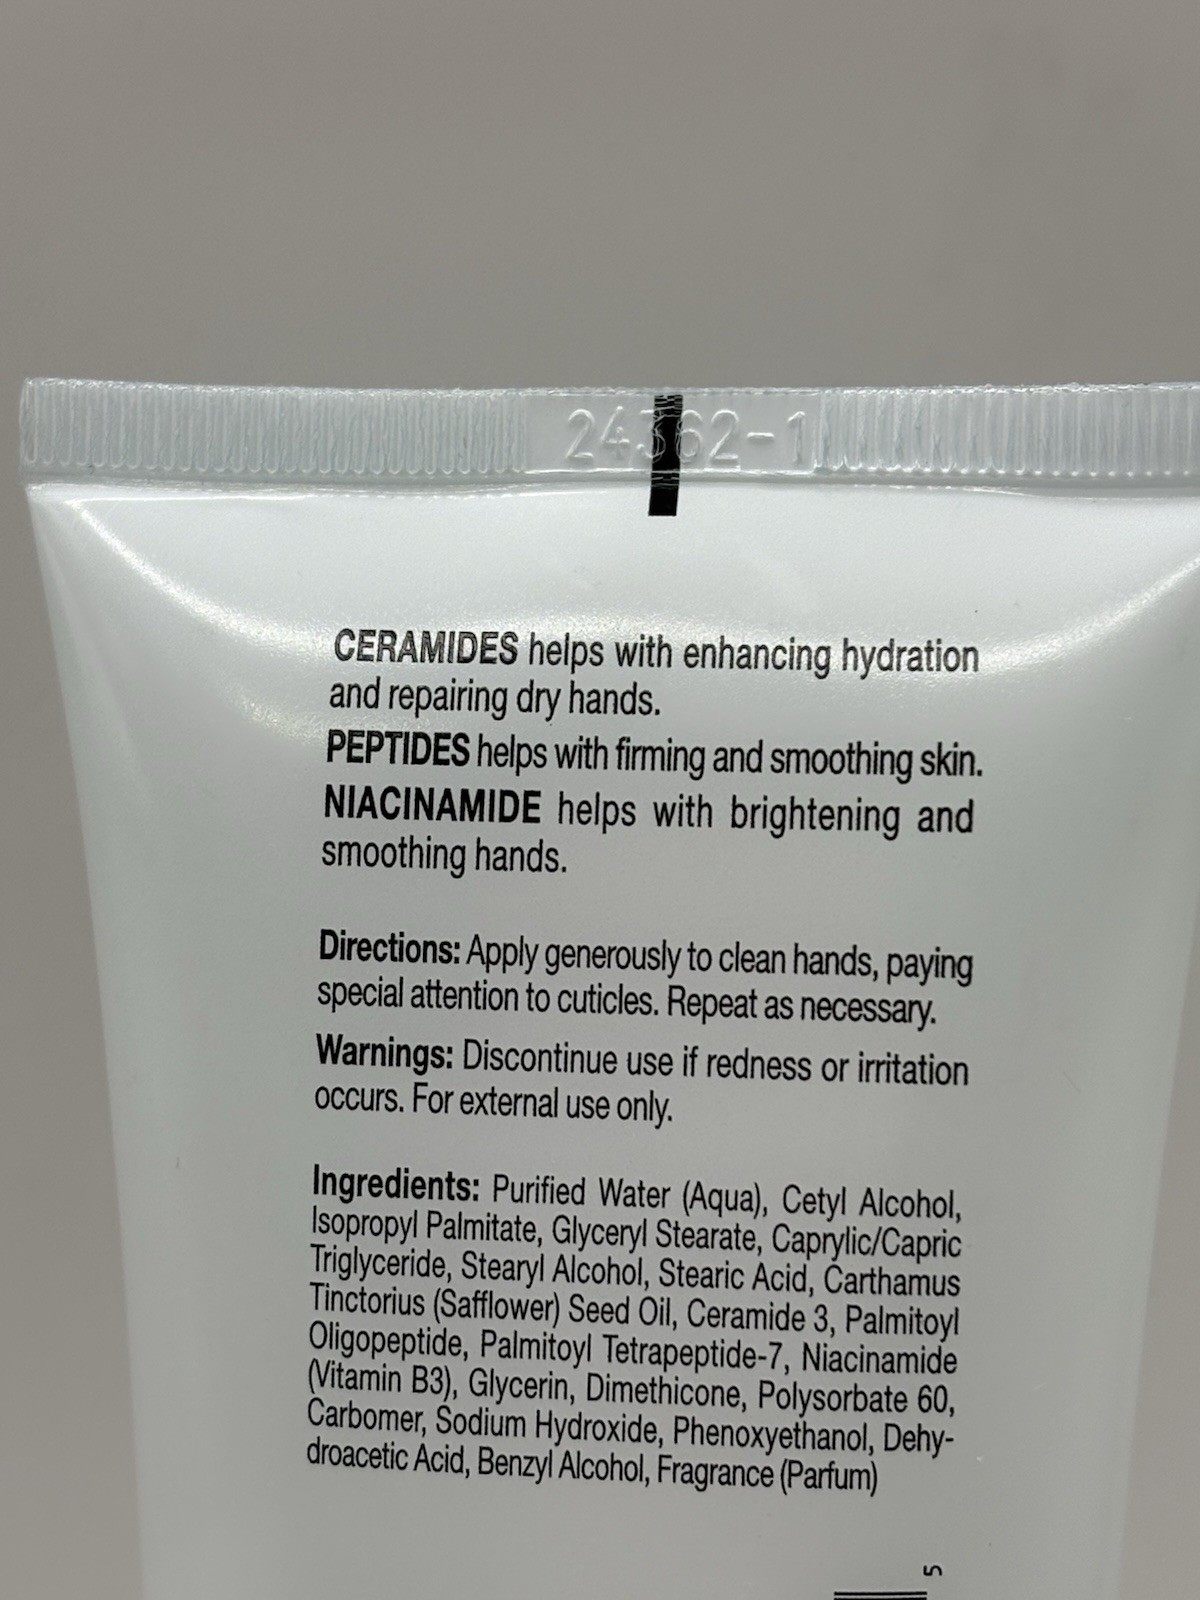 24362-1
CERAMIDES helps with enhancing hydration
and repairing dry hands.
PEPTIDES helps with firming and smoothing skin.
NIACINAMIDE helps with brightening and
smoothing hands.
Directions: Apply generously to clean hands, paying
special attention to cuticles. Repeat as necessary.
Warnings: Discontinue use if redness or irritation
occurs. For external use only.
Ingredients: Purified Water (Aqua), Cetyl Alcohol,
Isopropyl Palmitate, Glyceryl Stearate, Caprylic/Capric
Triglyceride, Stearyl Alcohol, Stearic Acid, Carthamus
Tinctorius (Safflower) Seed Oil, Ceramide 3, Palmitoyl
Oligopeptide, Palmitoyl Tetrapeptide-7, Niacinamide
(Vitamin B3), Glycerin, Dimethicone, Polysorbate 60,
Carbomer, Sodium Hydroxide, Phenoxyethanol, Dehy-
droacetic Acid, Benzyl Alcohol, Fragrance (Parfum)
5